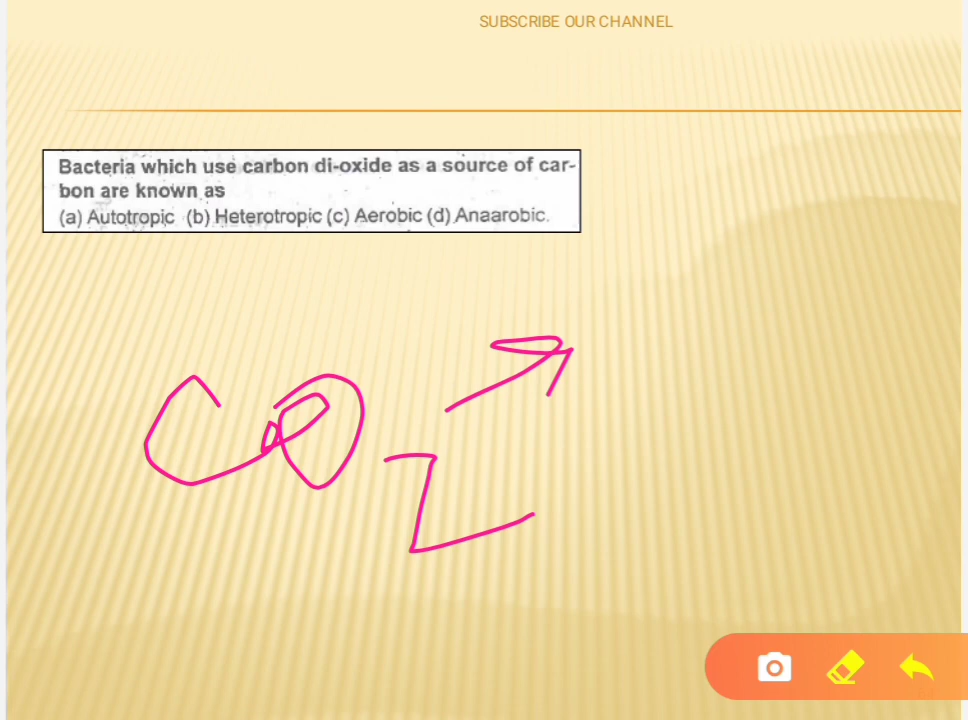 SUBSCRIBE OUR CHANNEL
Bacteria which use carbon di-oxide as a source of car-
bon are known as
(a) Autotropic (b) Heterotropic (c) Aerobic (d) Anaarobic.
CO2